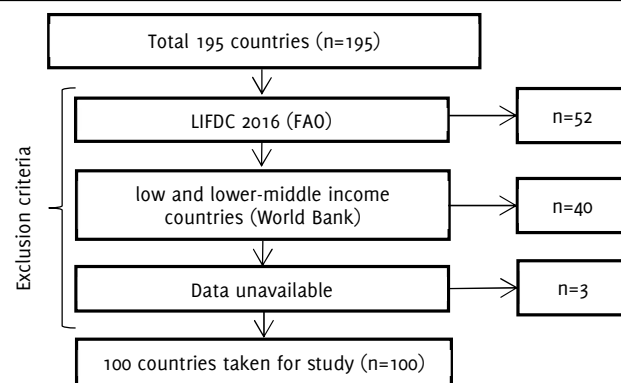 Total 195 countries (n=195)
LIFDC 2016 (FAO)
n=52
low and lower-middle income
countries (World Bank)
n=40
Data unavailable
n=3
100 countries taken for study (n=100)
Exclusion criteria